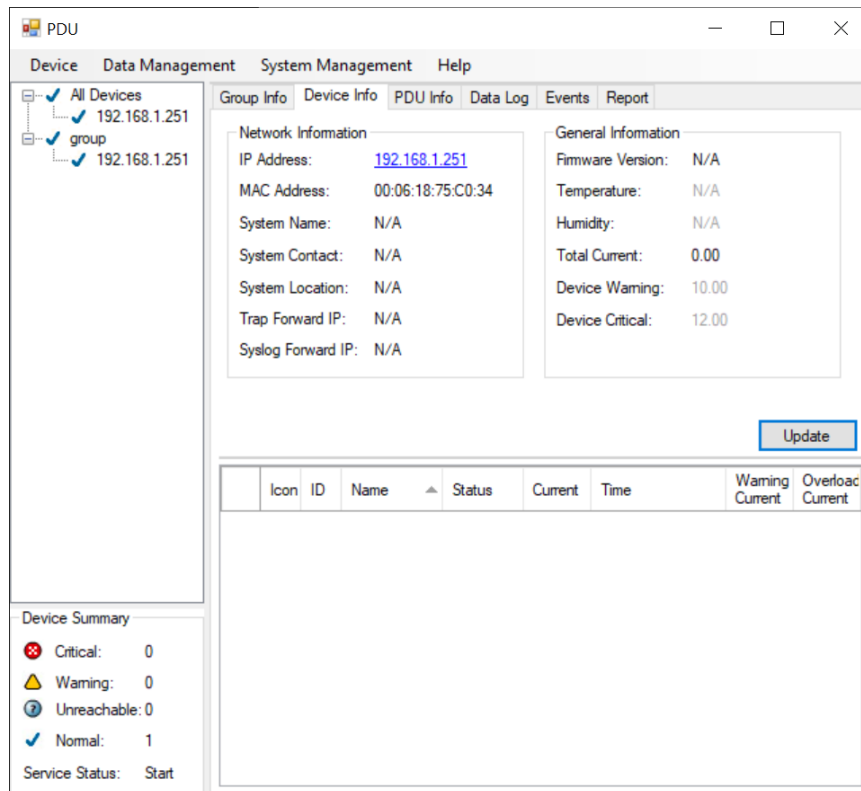 PDU
Device Data Management System Management Help
All Devices
192.168.1.251
group
192.168.1.251
Group Info Device Info PDU Info Data Log Events Report
Network Information
IP Address: 192.168.1.251
MAC Address: 00:06:18:75:C0:34
System Name: N/A
System Contact: N/A
System Location: N/A
Trap Forward IP: N/A
Syslog Forward IP: N/A
General Information
Firmware Version: N/A
Temperature: N/A
Humidity: N/A
Total Current: 0.00
Device Warning: 10.00
Device Critical: 12.00
Update
Icon ID Name Status Current Time Warning Current Overload Current
Device Summary
Critical: 0
Warning: 0
Unreachable: 0
Normal: 1
Service Status: Start